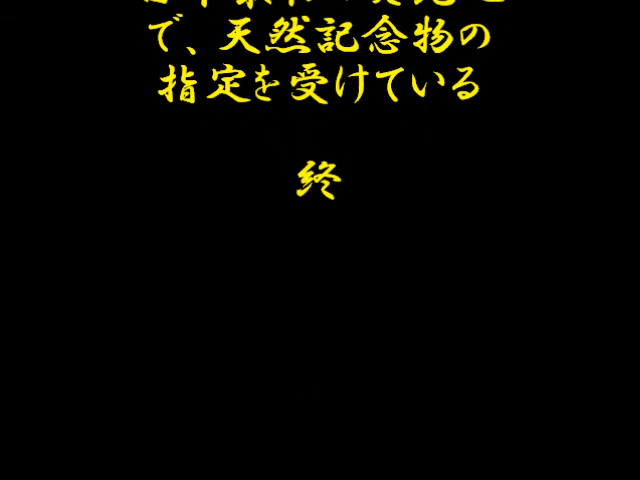 で、天然記念物の
指定を受けている
終